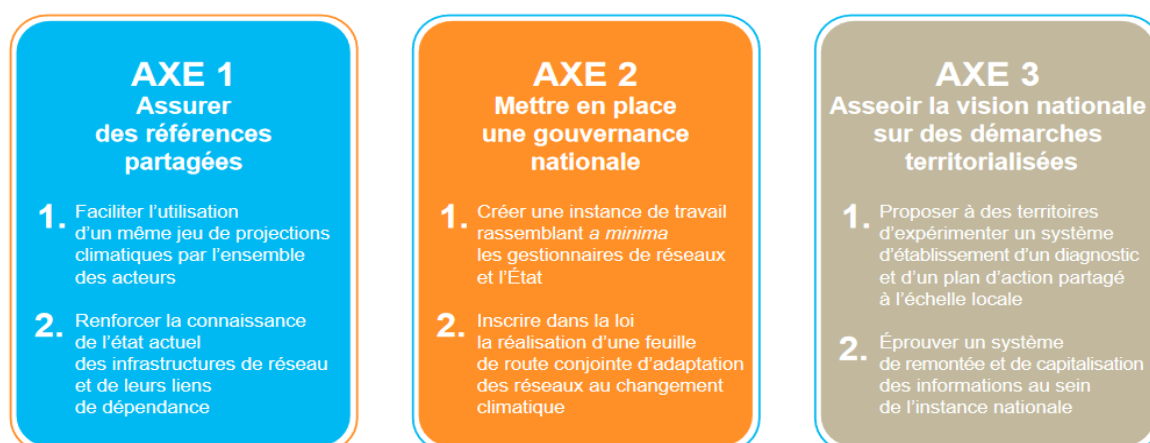 AXE 1
Assurer
des références
partagées
1. Faciliter l'utilisation
d'un même jeu de projections
climatiques par l'ensemble
des acteurs
2. Renforcer la connaissance
de l'état actuel
des infrastructures de réseau
et de leurs liens
de dépendance
AXE 2
Mettre en place
une gouvernance
nationale
1. Créer une instance de travail
rassemblant a minima
les gestionnaires de réseaux
et l'État
2. Inscrire dans la loi
la réalisation d'une feuille
de route conjointe d'adaptation
des réseaux au changement
climatique
AXE 3
Asseoir la vision nationale
sur des démarches
territorialisées
1. Proposer à des territoires
d'expérimenter un système
d'établissement d'un diagnostic
et d'un plan d'action partagé
à l'échelle locale
2. Éprouver un système
de remontée et de capitalisation
des informations au sein
de l'instance nationale